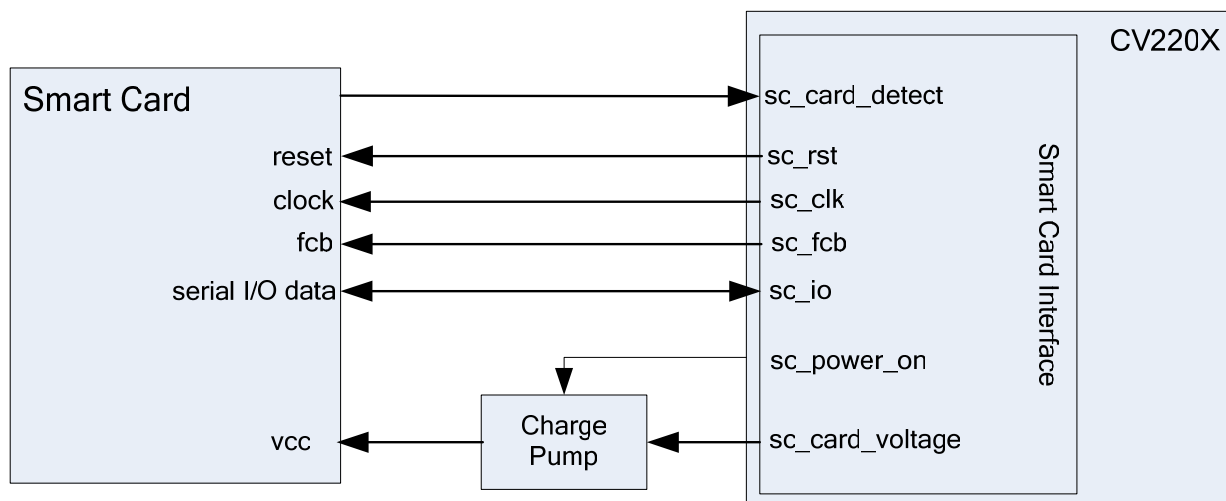 CV220X
Smart Card
sc_card_detect
reset
sc_rst
clock
sc_clk
fcb
sc_fcb
serial I/O data
sc_io
Smart Card Interface
sc_power_on
Charge
Pump
vcc
sc_card_voltage